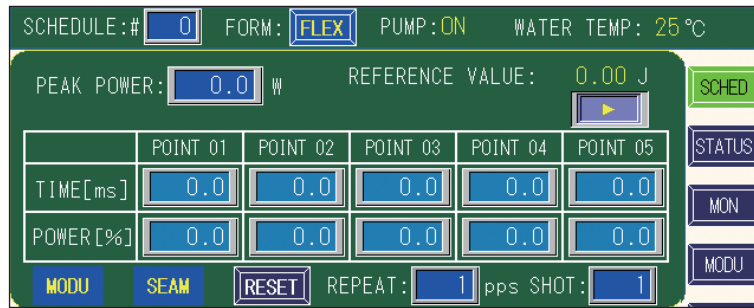 SCHEDULE:# 0 FORM: FLEX PUMP:ON WATER TEMP: 25 °C
PEAK POWER: 0.0 W REFERENCE VALUE: 0.00 J
SCHED
POINT 01 POINT 02 POINT 03 POINT 04 POINT 05
STATUS
TIME[ms] 0.0 0.0 0.0 0.0 0.0
MON
POWER[%] 0.0 0.0 0.0 0.0 0.0
MODU SEAM RESET REPEAT: 1 pps SHOT: 1
MODU